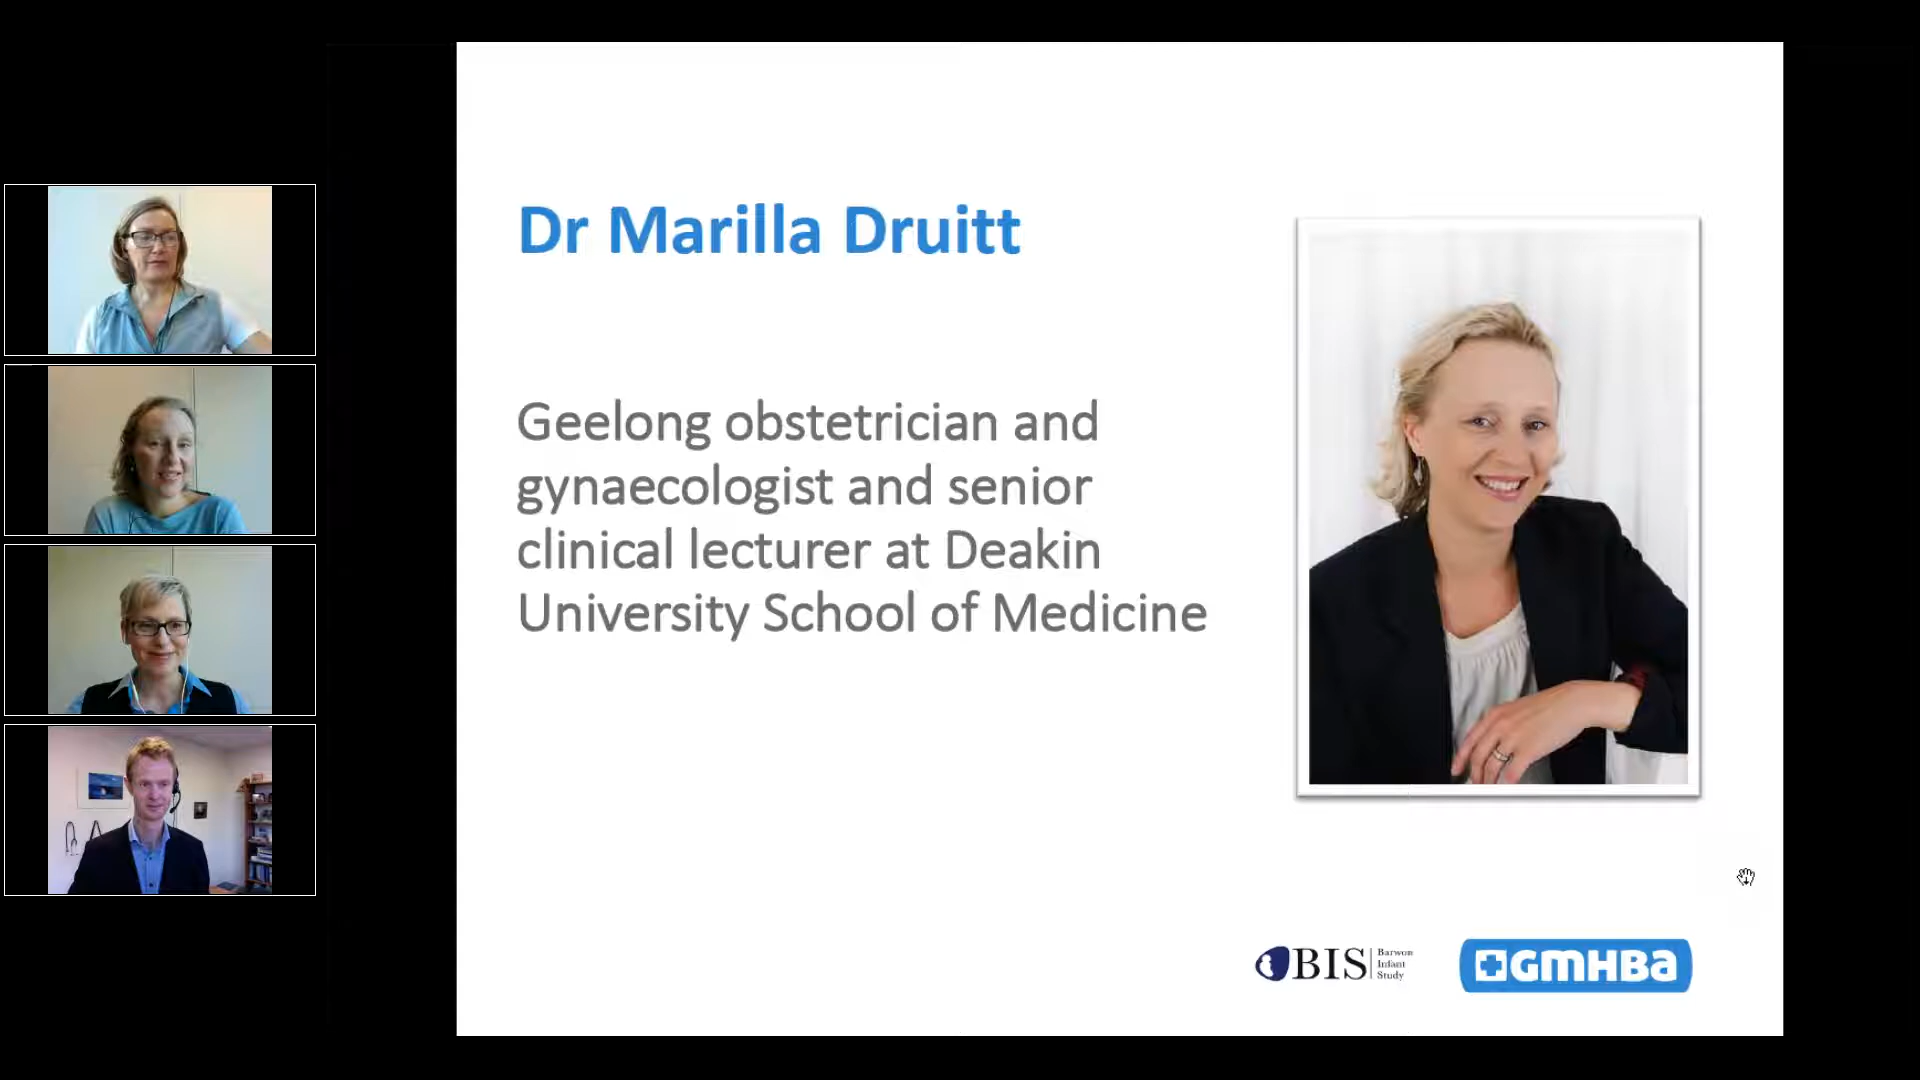 Dr Marilla Druitt
Geelong obstetrician and
gynaecologist and senior
clinical lecturer at Deakin
University School of Medicine
BIS
Barwon
Infant
Study
GMHBA